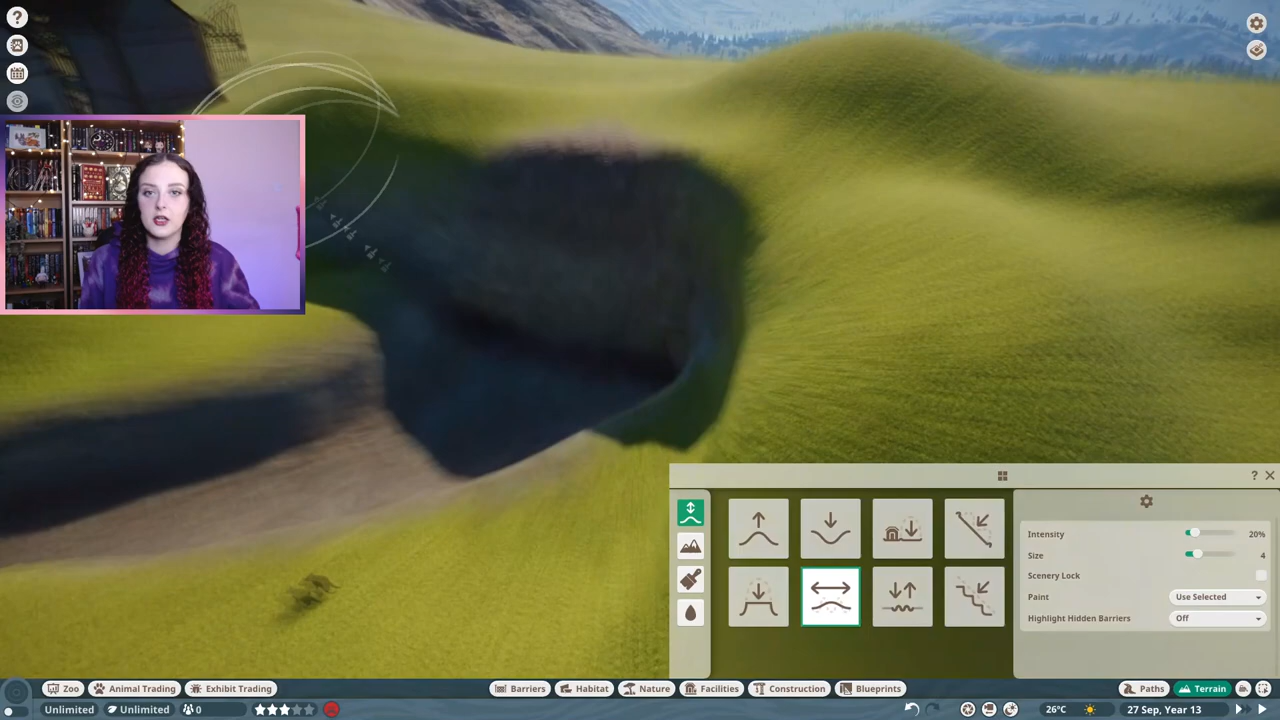 ?
?
Intensity 20%
Size 4
Scenery Lock
Paint Use Selected
Highlight Hidden Barriers Off
Zoo Animal Trading Exhibit Trading Barriers Habitat Nature Facilities Construction Blueprints Paths Terrain
Unlimited Unlimited 0 26°C 27 Sep, Year 13